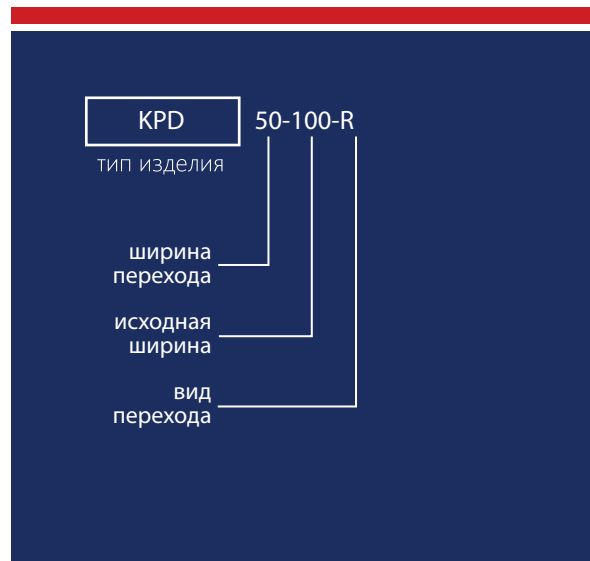 KPD 50-100-R
тип изделия
ширина
перехода
исходная
ширина
вид
перехода